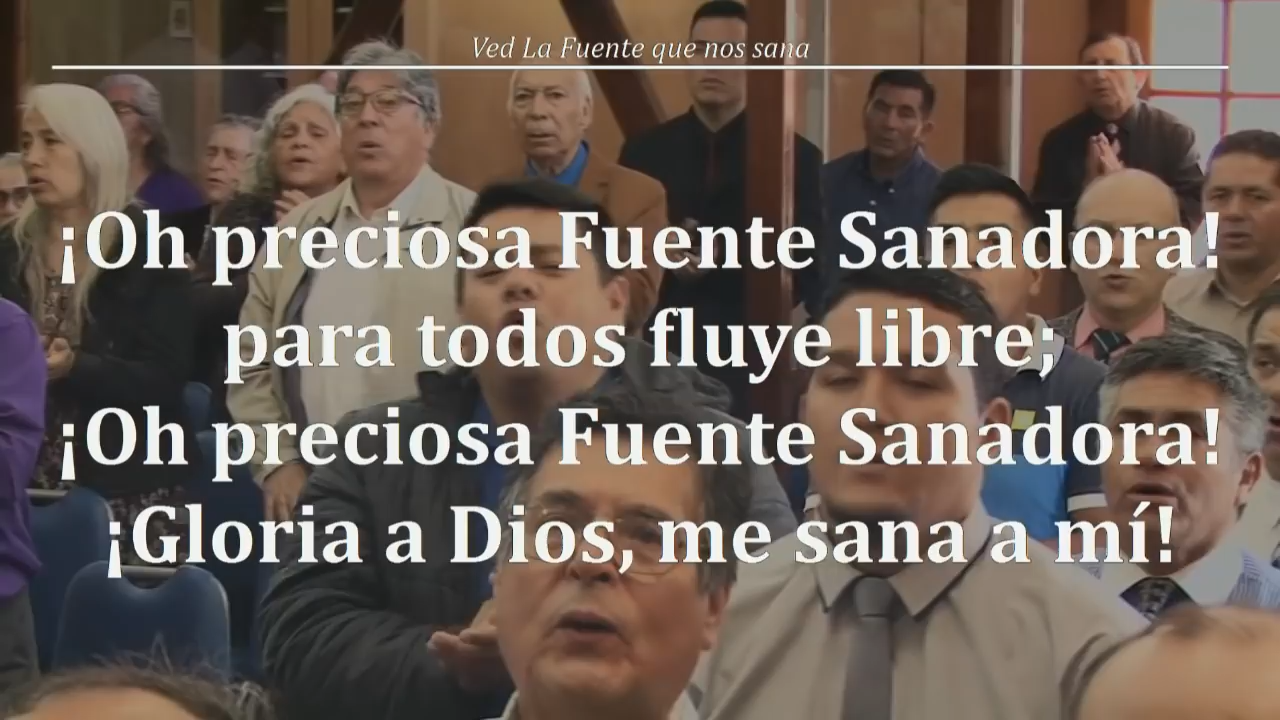 Ved La Fuente que nos sana
¡Oh preciosa Fuente Sanadora!
para todos fluye libre;
¡Oh preciosa Fuente Sanadora!
¡Gloria a Dios, me sana a mí!